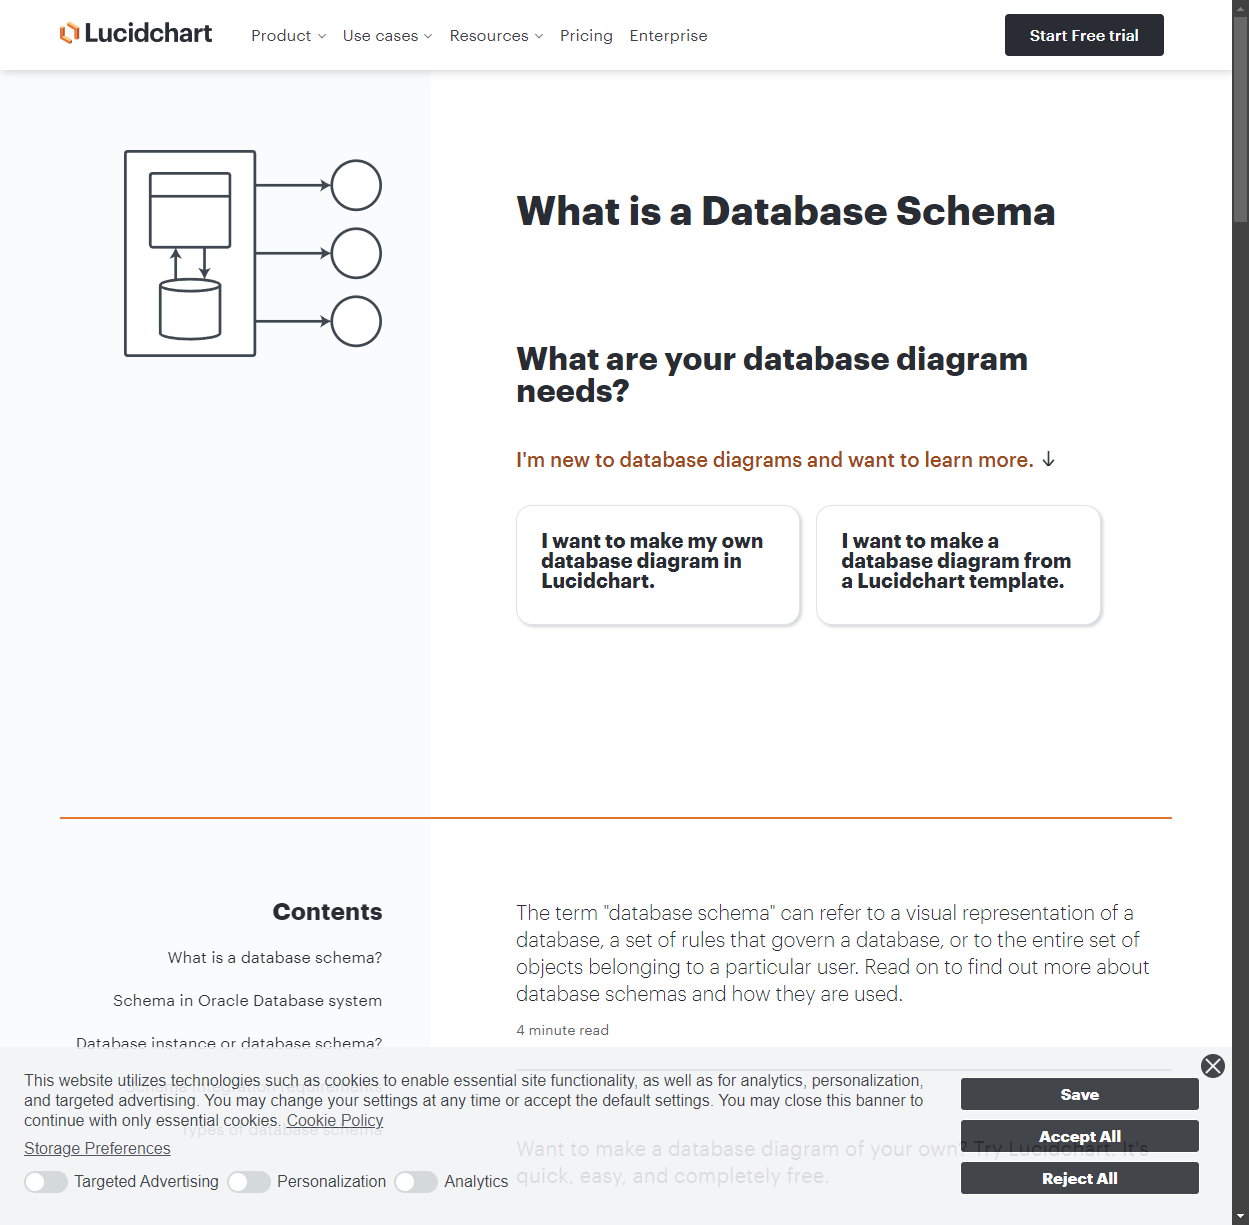 Lucidchart
Product
Use cases
Resources
Pricing
Enterprise
Start Free trial
What is a Database Schema
What are your database diagram
needs?
I'm new to database diagrams and want to learn more.
I want to make my own
database diagram in
Lucidchart.
I want to make a
database diagram from
a Lucidchart template.
Contents
What is a database schema?
Schema in Oracle Database system
Database instance or database schema?
Schema integration requirements
Types of database schema
The term "database schema" can refer to a visual representation of a
database, a set of rules that govern a database, or to the entire set of
objects belonging to a particular user. Read on to find out more about
database schemas and how they are used.
4 minute read
Want to make a database diagram of your own? Try Lucidchart. It's
quick, easy, and completely free.
This website utilizes technologies such as cookies to enable essential site functionality, as well as for analytics, personalization,
and targeted advertising. You may change your settings at any time or accept the default settings. You may close this banner to
continue with only essential cookies. Cookie Policy
Storage Preferences
Targeted Advertising
Personalization
Analytics
Save
Accept All
Reject All